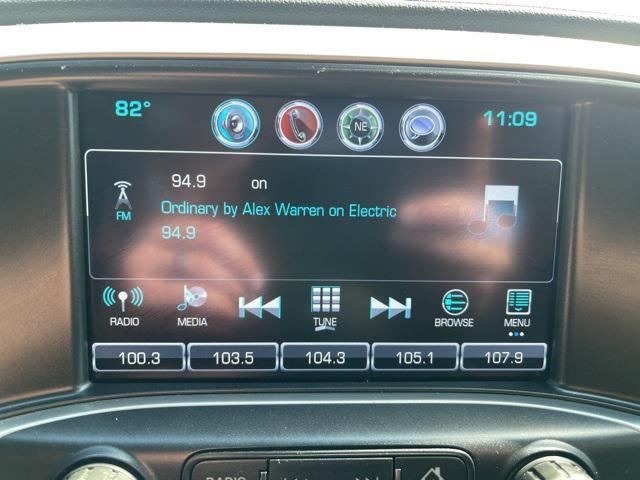 82° NE 11:09
94.9 on
FM Ordinary by Alex Warren on Electric
94.9
RADIO MEDIA TUNE BROWSE MENU
100.3 103.5 104.3 105.1 107.9
RADIO